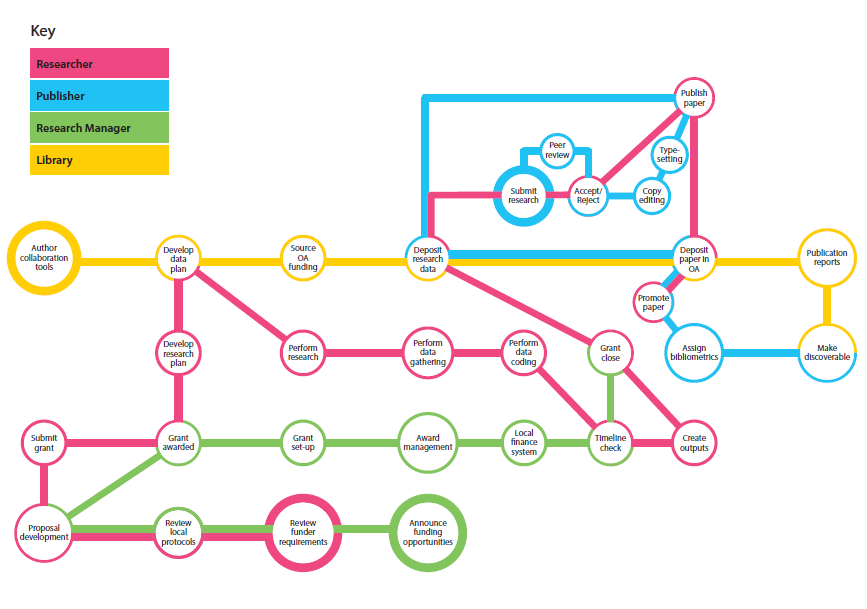 Key
Researcher
Publisher
Research Manager
Library
Publish
paper
Peer
review
Type-
setting
Submit
research
Accept/
Reject
Copy
editing
Author
collaboration
tools
Develop
data
plan
Source
OA
funding
Deposit
research
data
Deposit
paper in
OA
Publication
reports
Promote
paper
Develop
research
plan
Perform
research
Perform
data
gathering
Perform
data
coding
Grant
close
Assign
bibliometrics
Make
discoverable
Submit
grant
Grant
awarded
Grant
set-up
Award
management
Local
finance
system
Timeline
check
Create
outputs
Proposal
development
Review
local
protocols
Review
funder
requirements
Announce
funding
opportunities